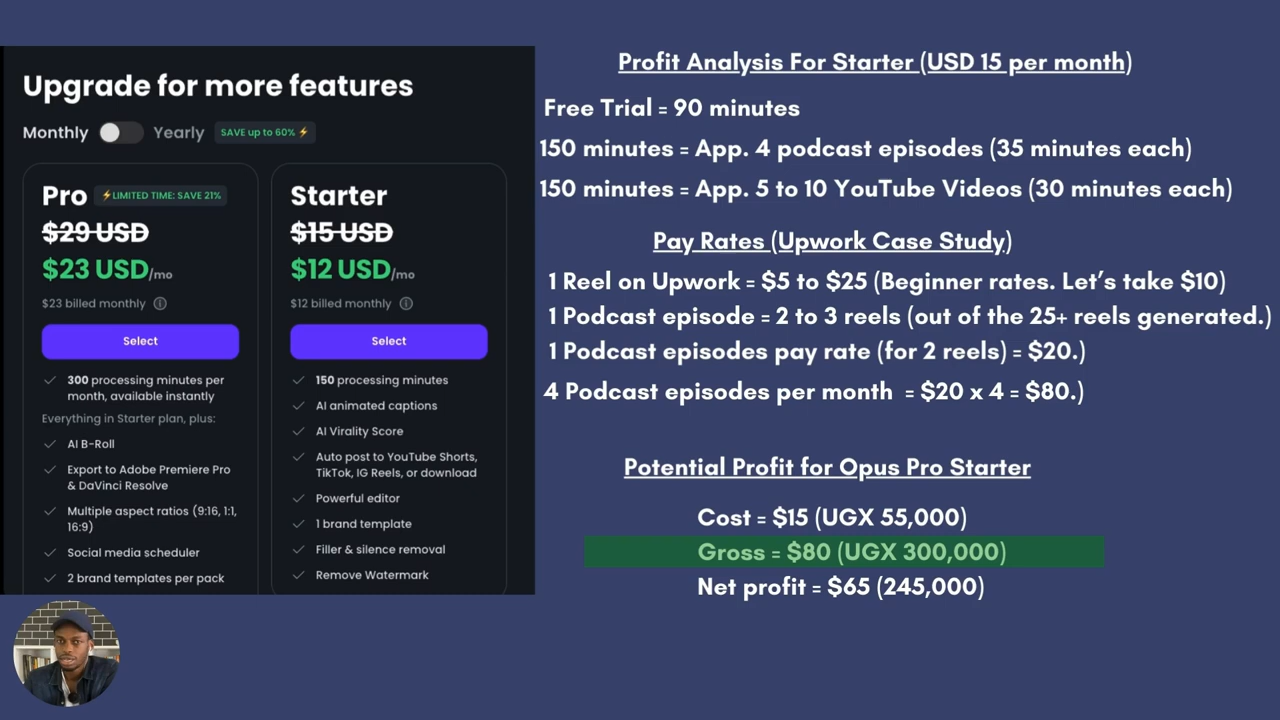 Upgrade for more features
Monthly Yearly SAVE up to 60% ⚡
Pro ⚡LIMITED TIME: SAVE 21%
$29 USD
$23 USD/mo
$23 billed monthly
Select
300 processing minutes per
month, available instantly
Everything in Starter plan, plus:
AI B-Roll
Export to Adobe Premiere Pro
& DaVinci Resolve
Multiple aspect ratios (9:16, 1:1,
16:9)
Social media scheduler
2 brand templates per pack
Starter
$15 USD
$12 USD/mo
$12 billed monthly
Select
150 processing minutes
AI animated captions
AI Virality Score
Auto post to YouTube Shorts,
TikTok, IG Reels, or download
Powerful editor
1 brand template
Filler & silence removal
Remove Watermark
Profit Analysis For Starter (USD 15 per month)
Free Trial = 90 minutes
150 minutes = App. 4 podcast episodes (35 minutes each)
150 minutes = App. 5 to 10 YouTube Videos (30 minutes each)
Pay Rates (Upwork Case Study)
1 Reel on Upwork = $5 to $25 (Beginner rates. Let's take $10)
1 Podcast episode = 2 to 3 reels (out of the 25+ reels generated.)
1 Podcast episodes pay rate (for 2 reels) = $20.)
4 Podcast episodes per month = $20 x 4 = $80.)
Potential Profit for Opus Pro Starter
Cost = $15 (UGX 55,000)
Gross = $80 (UGX 300,000)
Net profit = $65 (245,000)